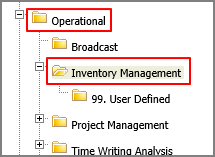 Operational
Broadcast
Inventory Management
99. User Defined
Project Management
Time Writing Analysis